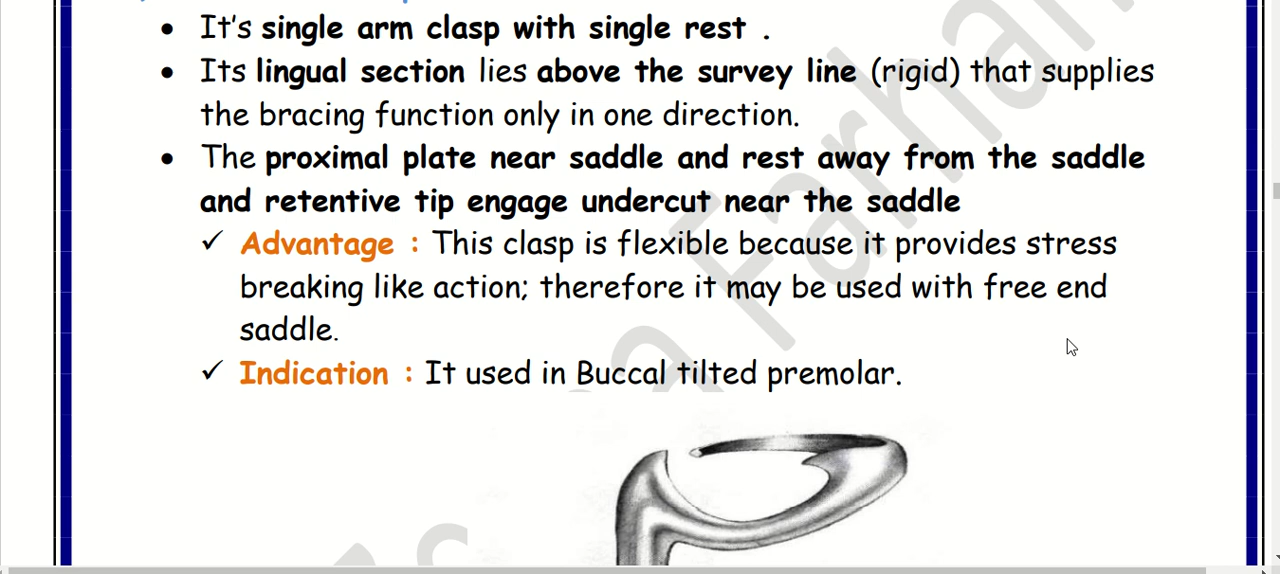 • It's single arm clasp with single rest .
• Its lingual section lies above the survey line (rigid) that supplies
the bracing function only in one direction.
• The proximal plate near saddle and rest away from the saddle
and retentive tip engage undercut near the saddle
✓ Advantage : This clasp is flexible because it provides stress
breaking like action; therefore it may be used with free end
saddle.
✓ Indication : It used in Buccal tilted premolar.